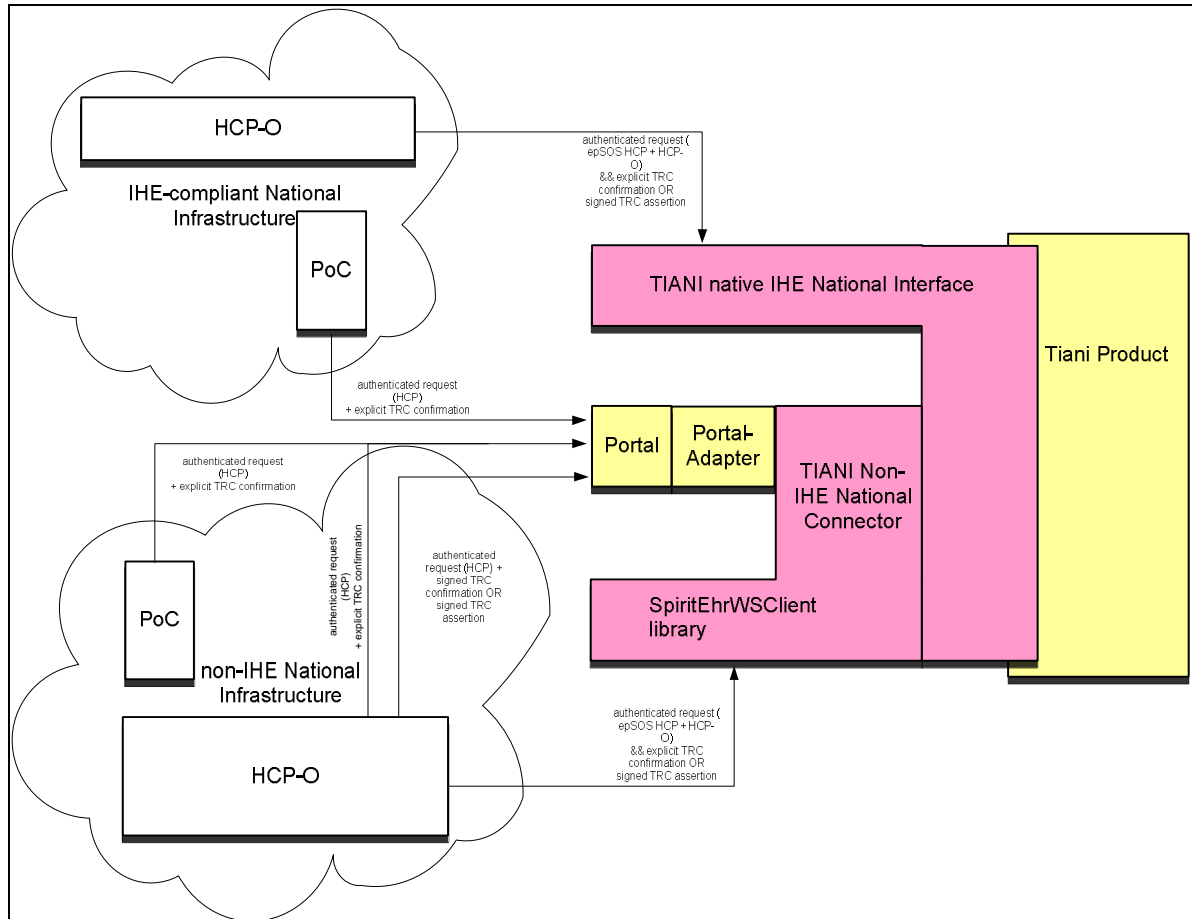 HCP-O
IHE-compliant National
Infrastructure
PoC
authenticated request (
epSOS HCP + HCP-
O)
&& explicit TRC
confirmation OR
signed TRC assertion
TIANI native IHE National Interface
Tiani Product
authenticated request
(HCP)
+ explicit TRC confirmation
Portal
Portal-
Adapter
TIANI Non-
IHE National
Connector
authenticated request
(HCP)
+ explicit TRC confirmation
authenticated request
(HCP)
+ explicit TRC confirmation
authenticated
request (HCP) +
signed TRC
confirmation OR
signed TRC
assertion
PoC
non-IHE National
Infrastructure
SpiritEhrWSClient
library
HCP-O
authenticated request (
epSOS HCP + HCP-
O)
&& explicit TRC
confirmation OR
signed TRC assertion